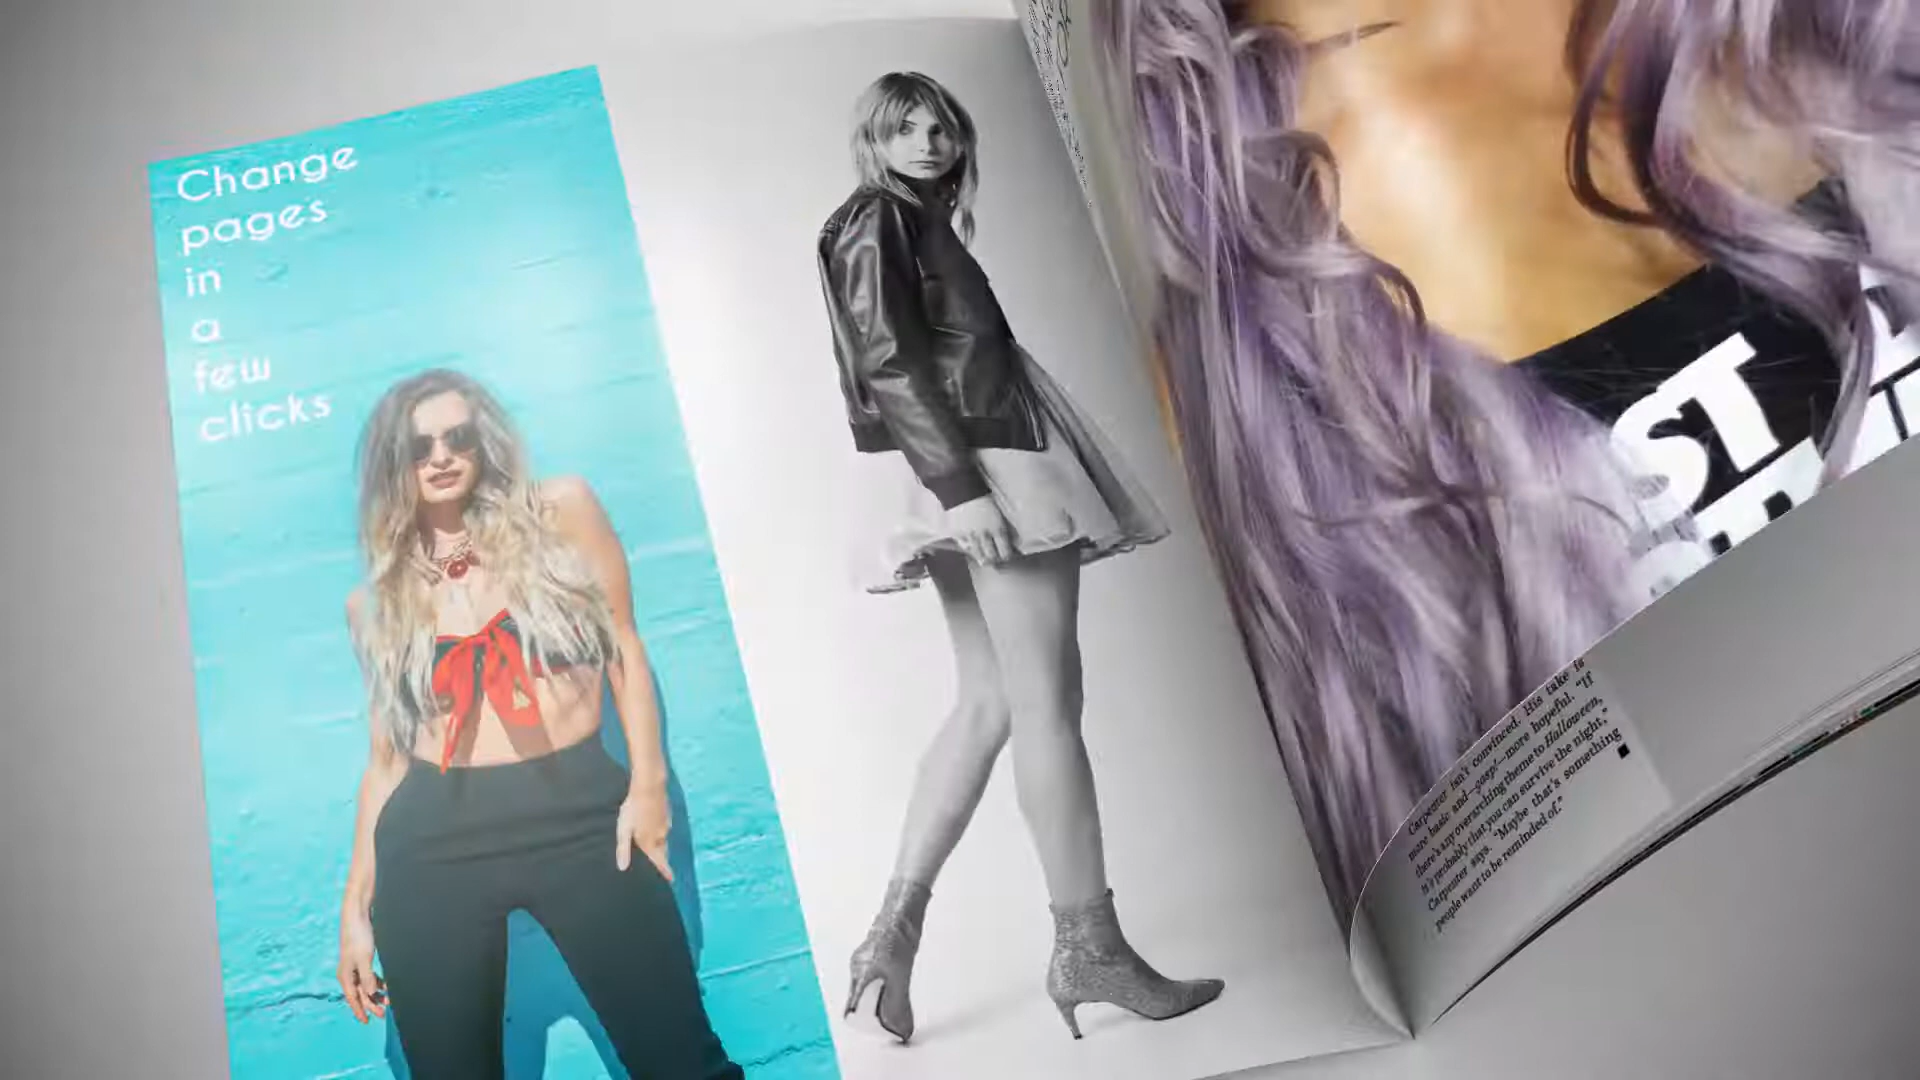 Change
pages
in
a
few
clicks
ST
Carpenter isn't convinced. His take is
more basic and—gasp!—more hopeful. "If
there's any overarching theme to Halloween,
it's probably that you can survive the night,"
Carpenter says. "Maybe that's something
people want to be reminded of."